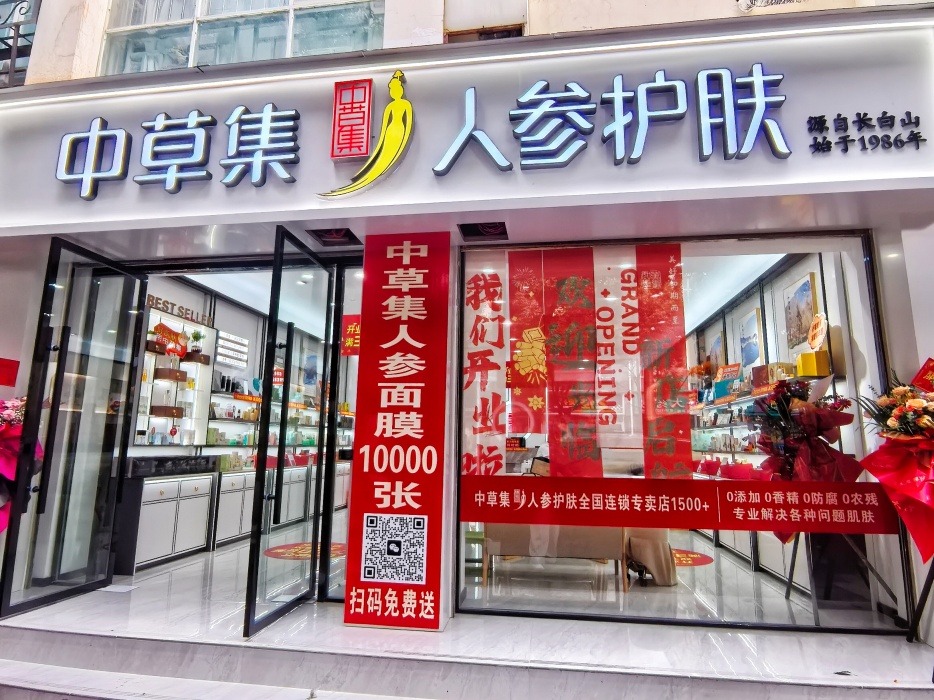 中草集
中草集
人参护肤
源自长白山
始于1986年
BEST SELLER
中草集人参面膜
10000
张
扫码免费送
我们开业啦
GRAND
OPENING
中草集
人参护肤全国连锁专卖店1500+
0添加 0香精 0防腐 0农残
专业解决各种问题肌肤